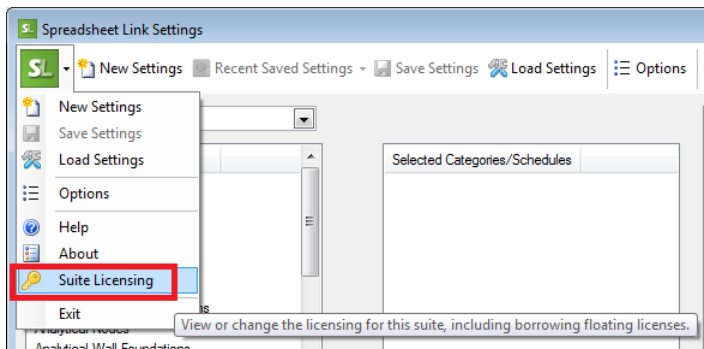 SL Spreadsheet Link Settings
SL New Settings Recent Saved Settings Save Settings Load Settings Options
New Settings
Save Settings
Load Settings
Selected Categories/Schedules
Options
Help
About
Suite Licensing
Exit
View or change the licensing for this suite, including borrowing floating licenses.
Analytical Wall Foundations